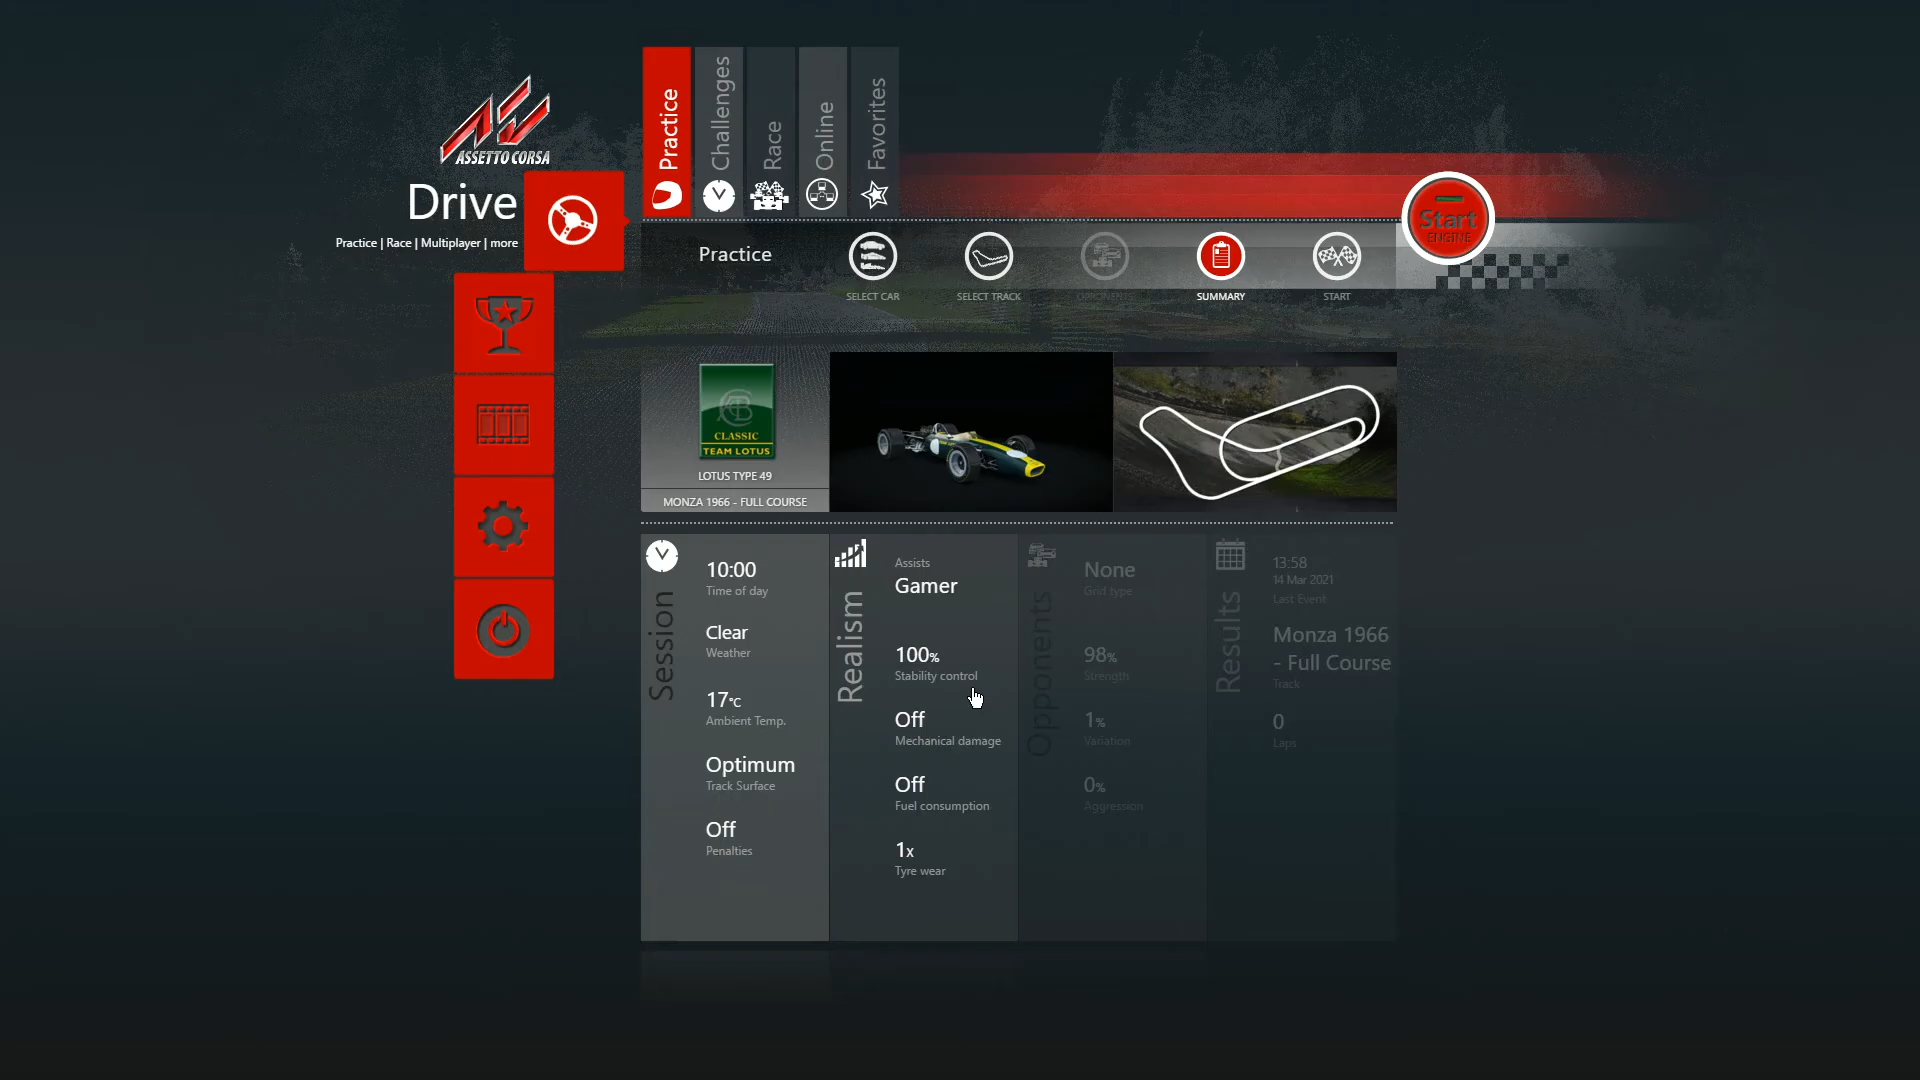 Practice
Challenges
Race
Online
Favorites
ASSETTO CORSA
Drive
Practice | Race | Multiplayer | more
Start
ENGINE
Practice
SELECT CAR
SELECT TRACK
OPPONENTS
SUMMARY
START
CLASSIC
TEAM LOTUS
LOTUS TYPE 49
MONZA 1966 - FULL COURSE
Session
10:00
Time of day
Clear
Weather
17°C
Ambient Temp.
Optimum
Track Surface
Off
Penalties
Realism
Assists
Gamer
100%
Stability control
Off
Mechanical damage
Off
Fuel consumption
1x
Tyre wear
Opponents
None
Grid type
98%
Strength
1%
Variation
0%
Aggression
Results
13:58
14 Mar 2021
Last Event
Monza 1966
- Full Course
Track
0
Laps